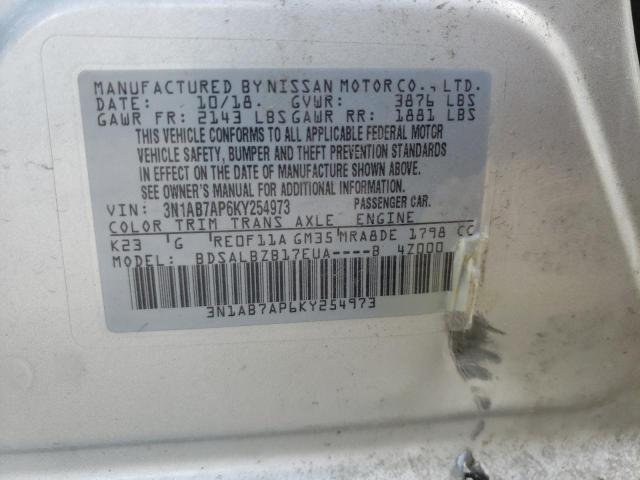 MANUFACTURED BY NISSAN MOTOR CO., LTD.
DATE: 10/18. GVWR: 3876 LBS
GAWR FR: 2143 LBS GAWR RR: 1881 LBS
THIS VEHICLE CONFORMS TO ALL APPLICABLE FEDERAL MOTOR
VEHICLE SAFETY, BUMPER AND THEFT PREVENTION STANDARDS
IN EFFECT ON THE DATE OF MANUFACTURE SHOWN ABOVE.
SEE OWNER'S MANUAL FOR ADDITIONAL INFORMATION.
VIN: 3N1AB7AP6KY254973 PASSENGER CAR.
COLOR TRIM TRANS AXLE ENGINE
K23 G RE0F11A GM35 MRA8DE 1798 CC
MODEL: BDSALBZB17EUA----B 4Z000
3N1AB7AP6KY254973